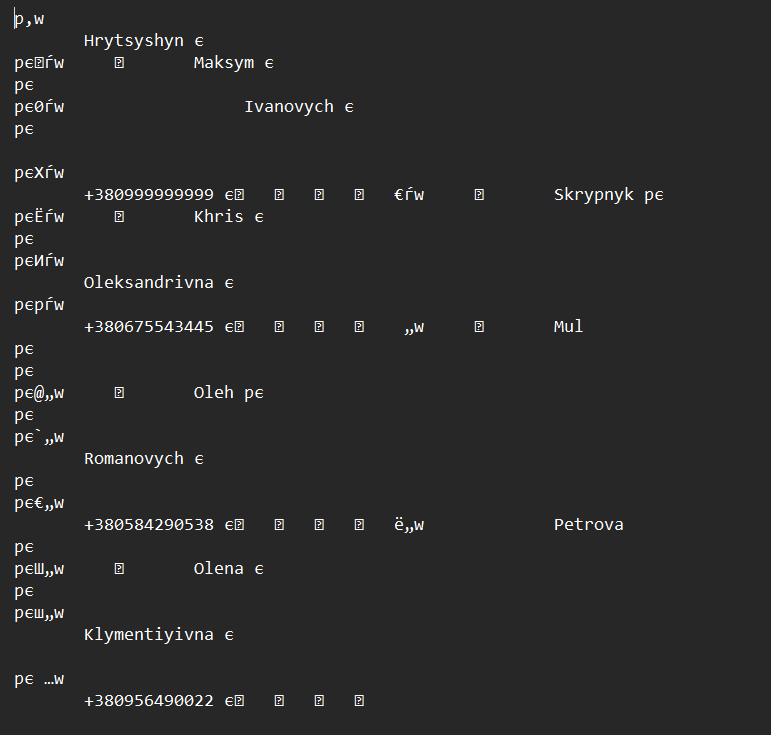 p,w
Hrytsyshyn є
pє⍰ѓw ⍰ Maksym є
pє
pє0ѓw Ivanovych є
pє
pєXѓw
+380999999999 є⍰ ⍰ ⍰ ⍰ €ѓw ⍰ Skrypnyk pє
pєЁѓw ⍰ Khris є
pє
pєИѓw
Oleksandrivna є
pєpѓw
+380675543445 є⍰ ⍰ ⍰ ⍰ „w ⍰ Mul
pє
pє
pє@„w ⍰ Oleh pє
pє
pє`„w
Romanovych є
pє
pє€„w
+380584290538 є⍰ ⍰ ⍰ ⍰ ё„w Petrova
pє
pєШ„w ⍰ Olena є
pє
pєш„w
Klymentiyivna є
pє …w
+380956490022 є⍰ ⍰ ⍰ ⍰